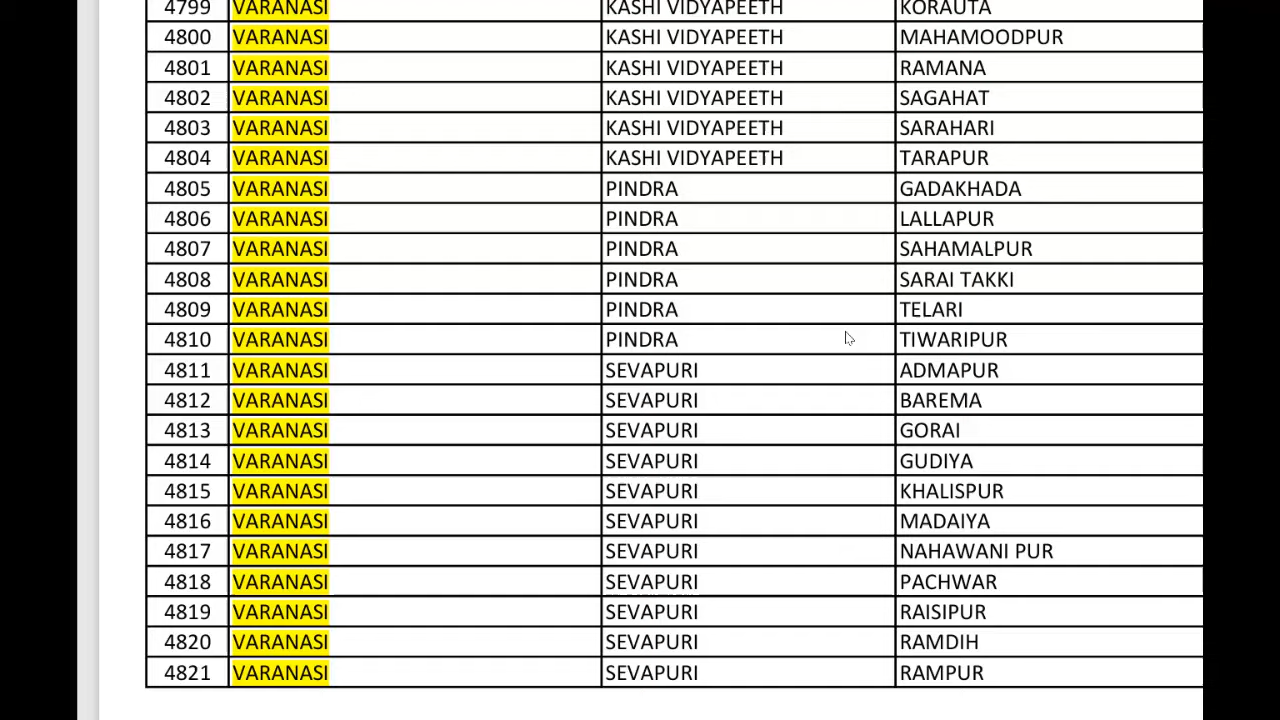 4799 VARANASI KASHI VIDYAPEETH KORAUTA
4800 VARANASI KASHI VIDYAPEETH MAHAMOODPUR
4801 VARANASI KASHI VIDYAPEETH RAMANA
4802 VARANASI KASHI VIDYAPEETH SAGAHAT
4803 VARANASI KASHI VIDYAPEETH SARAHARI
4804 VARANASI KASHI VIDYAPEETH TARAPUR
4805 VARANASI PINDRA GADAKHADA
4806 VARANASI PINDRA LALLAPUR
4807 VARANASI PINDRA SAHAMALPUR
4808 VARANASI PINDRA SARAI TAKKI
4809 VARANASI PINDRA TELARI
4810 VARANASI PINDRA TIWARIPUR
4811 VARANASI SEVAPURI ADMAPUR
4812 VARANASI SEVAPURI BAREMA
4813 VARANASI SEVAPURI GORAI
4814 VARANASI SEVAPURI GUDIYA
4815 VARANASI SEVAPURI KHALISPUR
4816 VARANASI SEVAPURI MADAIYA
4817 VARANASI SEVAPURI NAHAWANI PUR
4818 VARANASI SEVAPURI PACHWAR
4819 VARANASI SEVAPURI RAISIPUR
4820 VARANASI SEVAPURI RAMDIH
4821 VARANASI SEVAPURI RAMPUR